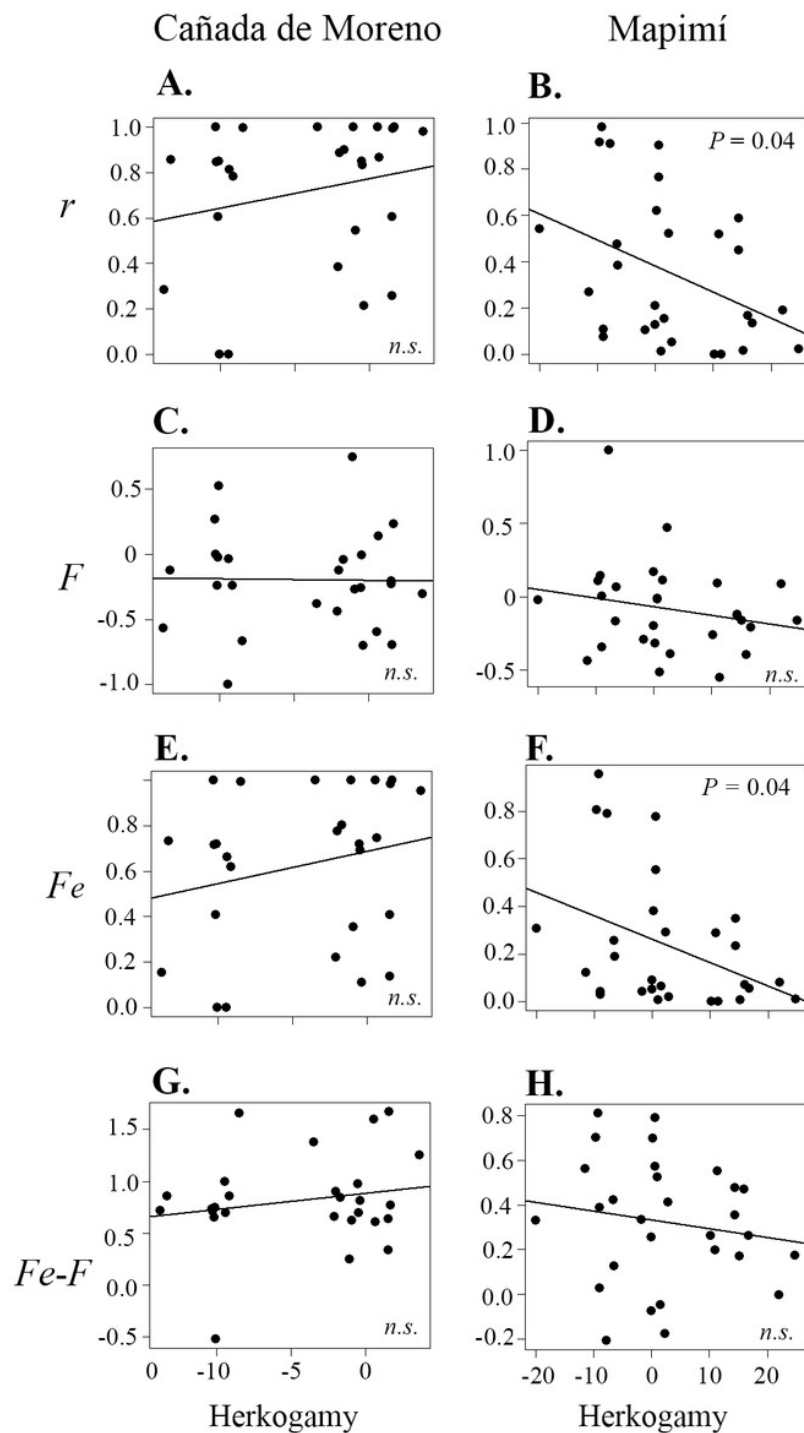 Cañada de Moreno Mapimí
A. B.
1.0 1.0
P = 0.04
0.8 0.8
r
0.6 0.6
0.4 0.4
0.2 0.2
0.0 n.s. 0.0
C. D.
1.0
0.5
0.5
F
0 0
-0.5
-0.5
-1.0 n.s. n.s.
E. F.
P = 0.04
0.8 0.8
Fe
0.6 0.6
0.4 0.4
0.2 0.2
0.0 n.s. 0.0
G. H.
0.8
1.5
0.6
1.0
0.4
0.5
0.2
Fe-F
0.0 0.0
-0.5 n.s. -0.2 n.s.
0 -10 -5 0 -20 -10 0 10 20
Herkogamy Herkogamy